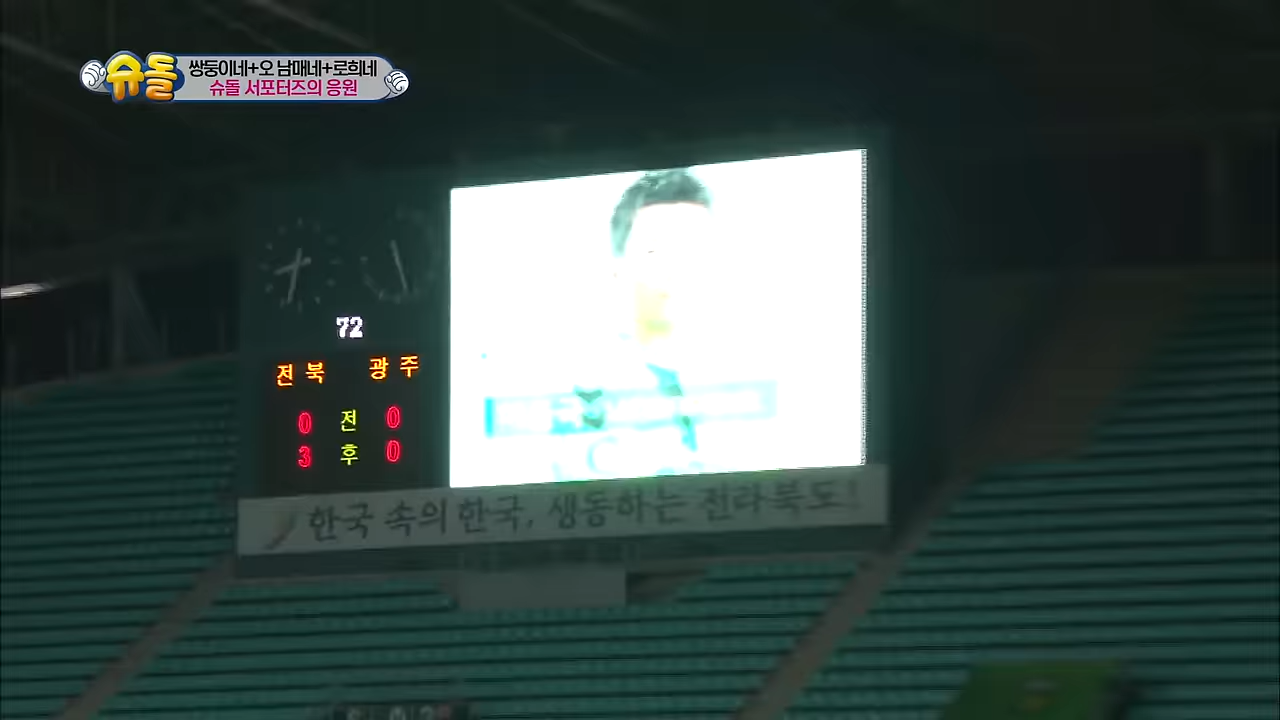 슈돌
쌍둥이네+오 남매네+로희네
슈돌 서포터즈의 응원
72
전북 광주
0 전 0
3 후 0
한국 속의 한국, 생동하는 전라북도!